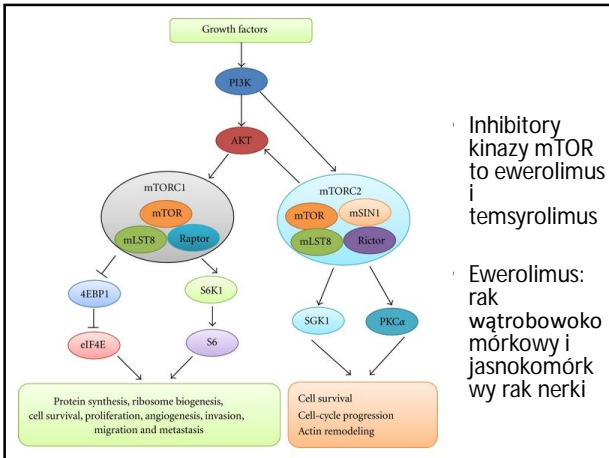 Growth factors
PI3K
AKT
mTORC1
mTOR
mLST8
Raptor
mTORC2
mTOR
mSIN1
mLST8
Rictor
4EBP1
S6K1
SGK1
PKCα
eIF4E
S6
Protein synthesis, ribosome biogenesis,
cell survival, proliferation, angiogenesis, invasion,
migration and metastasis
Cell survival
Cell-cycle progression
Actin remodeling
Inhibitory
kinazy mTOR
to ewerolimus
i
temsyrolimus
Ewerolimus:
rak
wątrobowoko
mórkowy i
jasnokomórk
wy rak nerki